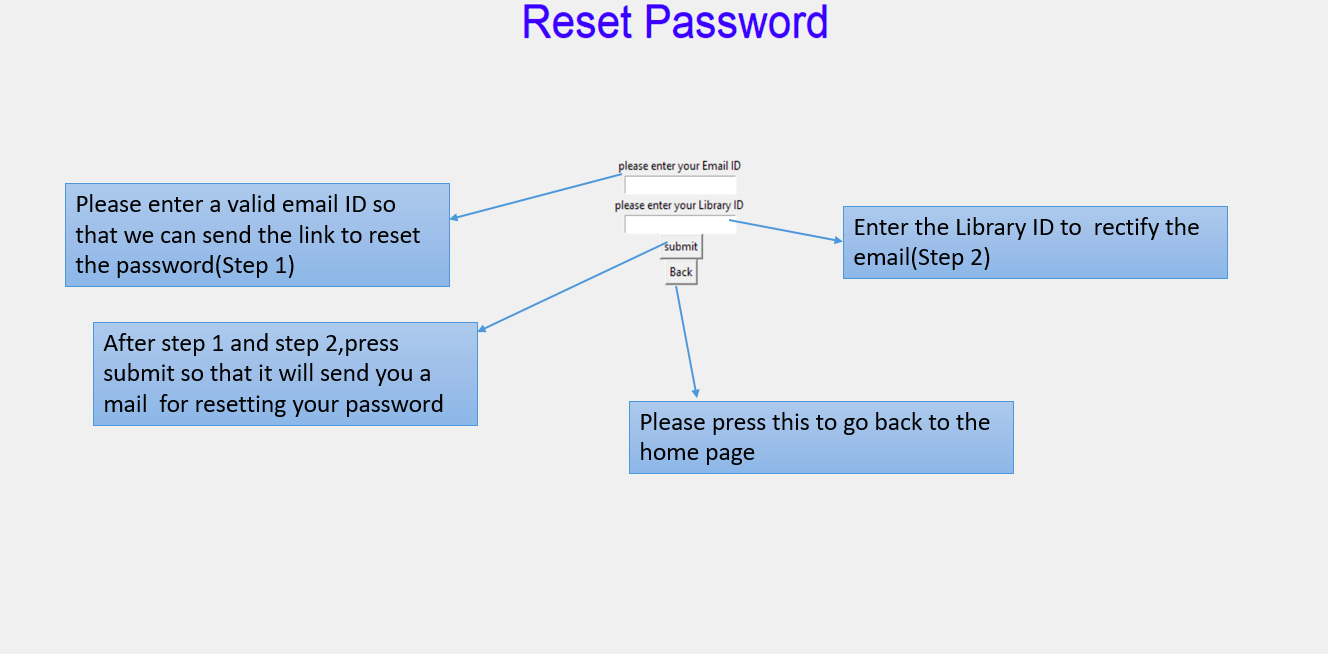 Reset Password
please enter your Email ID
please enter your Library ID
submit
Back
Please enter a valid email ID so
that we can send the link to reset
the password(Step 1)
Enter the Library ID to  rectify the
email(Step 2)
After step 1 and step 2,press
submit so that it will send you a
mail  for resetting your password
Please press this to go back to the
home page